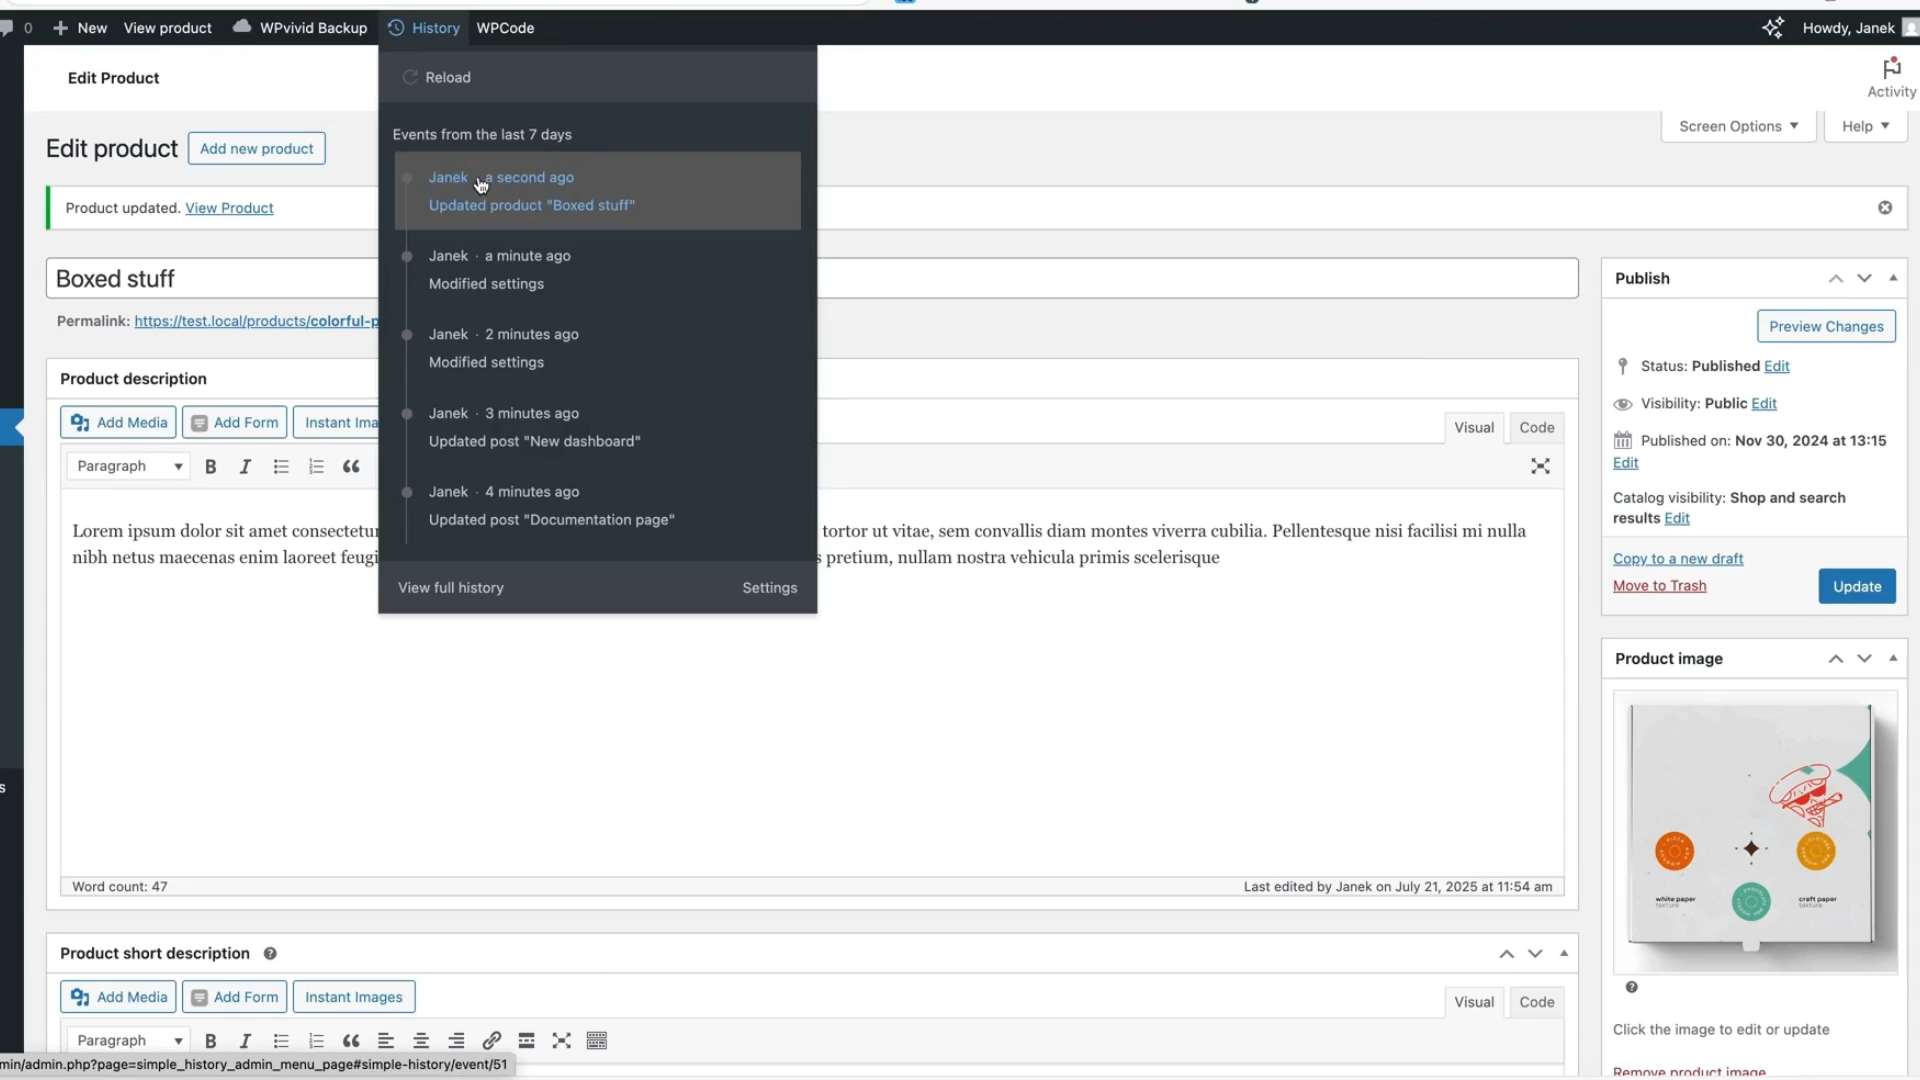 0 New View product WPvivid Backup History WPCode Howdy, Janek
Reload
Edit Product
Activity
Events from the last 7 days
Screen Options Help
Edit product Add new product
Janek · a second ago
Updated product "Boxed stuff"
Product updated. View Product
Janek · a minute ago
Modified settings
Boxed stuff
Publish
Permalink: https://test.local/products/colorful-p
Preview Changes
Janek · 2 minutes ago
Modified settings
Status: Published Edit
Product description
Visibility: Public Edit
Janek · 3 minutes ago
Updated post "New dashboard"
Add Media Add Form Instant Ima
Visual Code
Published on: Nov 30, 2024 at 13:15
Edit
Paragraph B I
Janek · 4 minutes ago
Updated post "Documentation page"
Catalog visibility: Shop and search
results Edit
Lorem ipsum dolor sit amet consectetur tortor ut vitae, sem convallis diam montes viverra cubilia. Pellentesque nisi facilisi mi nulla
nibh netus maecenas enim laoreet feugi s pretium, nullam nostra vehicula primis scelerisque
Copy to a new draft
Move to Trash Update
View full history Settings
Product image
s
white paper
craft paper
Word count: 47 Last edited by Janek on July 21, 2025 at 11:54 am
Product short description
Add Media Add Form Instant Images
Visual Code
Paragraph B I
Click the image to edit or update
min/admin.php?page=simple_history_admin_menu_page#simple-history/event/51
Remove product image